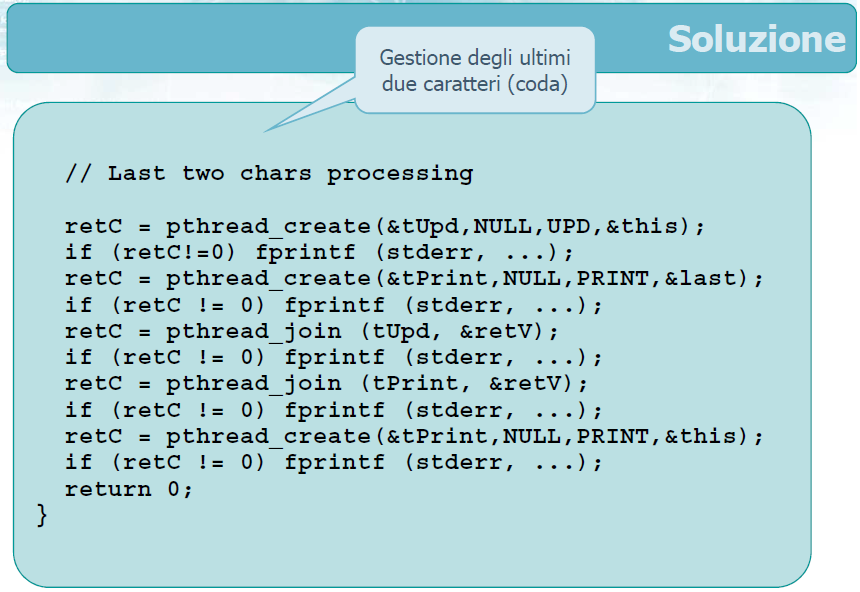 Soluzione
Gestione degli ultimi
due caratteri (coda)
// Last two chars processing
retC = pthread_create(&tUpd,NULL,UPD,&this);
if (retC!=0) fprintf (stderr, ...);
retC = pthread_create(&tPrint,NULL,PRINT,&last);
if (retC != 0) fprintf (stderr, ...);
retC = pthread_join (tUpd, &retV);
if (retC != 0) fprintf (stderr, ...);
retC = pthread_join (tPrint, &retV);
if (retC != 0) fprintf (stderr, ...);
retC = pthread_create(&tPrint,NULL,PRINT,&this);
if (retC != 0) fprintf (stderr, ...);
return 0;
}